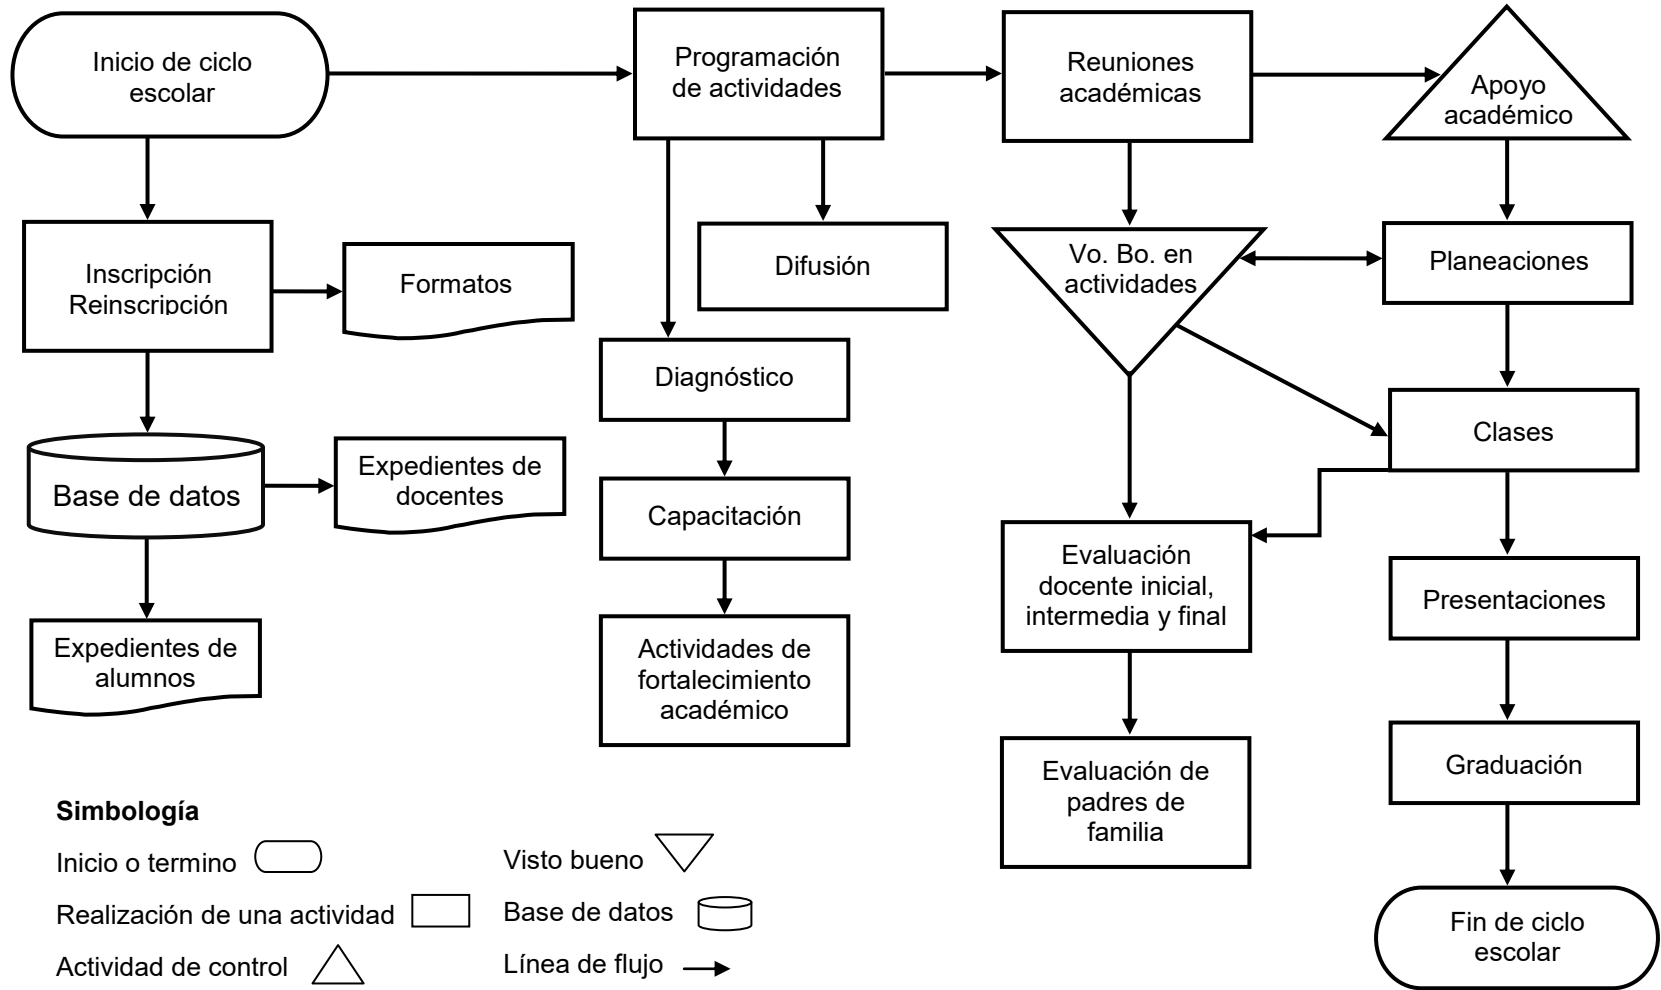 Inicio de ciclo
escolar
Programación
de actividades
Reuniones
académicas
Apoyo
académico
Inscripción
Reinscripción
Formatos
Difusión
Vo. Bo. en
actividades
Planeaciones
Diagnóstico
Clases
Base de datos
Expedientes de
docentes
Capacitación
Evaluación
docente inicial,
intermedia y final
Presentaciones
Expedientes de
alumnos
Actividades de
fortalecimiento
académico
Evaluación de
padres de
familia
Graduación
Fin de ciclo
escolar
Simbología
Inicio o termino
Realización de una actividad
Actividad de control
Visto bueno
Base de datos
Línea de flujo